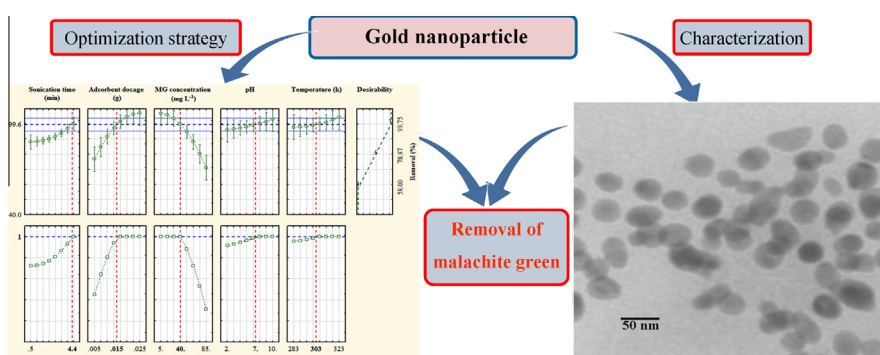 Optimization strategy
Gold nanoparticle
Characterization
Sonication time
(min)
Adsorbent dosage
(g)
MG concentration
(mg L⁻¹)
pH
Temperature (k)
Desirability
99.6
40.0
99.75
78.87
58.00
Removal (%)
1
.5 4.4
.005 .015 .025
5. 40. 85.
2. 7. 10.
283 303 323
Removal of
malachite green
50 nm